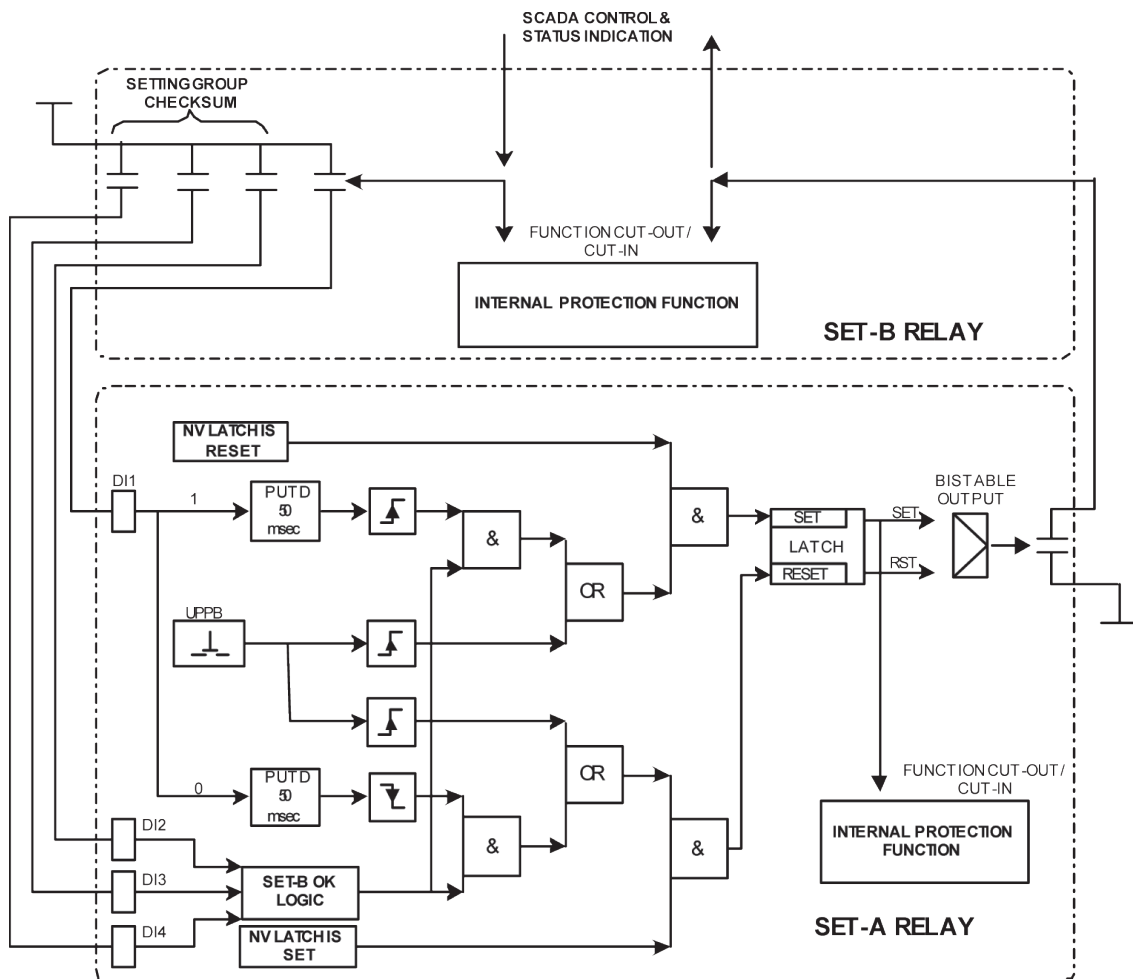 SCADA CONTROL &
STATUS INDICATION
SETTING GROUP
CHECKSUM
FUNCTION CUT-OUT /
CUT-IN
INTERNAL PROTECTION FUNCTION
SET-B RELAY
NV LATCH IS
RESET
DI1
1
PUTD
50
msec
&
&
SET
LATCH
RESET
SET
RST
BISTABLE
OUTPUT
OR
UPPB
OR
0
PUTD
50
msec
&
&
FUNCTION CUT-OUT /
CUT-IN
INTERNAL PROTECTION
FUNCTION
DI2
DI3
DI4
SET-B OK
LOGIC
NV LATCH IS
SET
SET-A RELAY